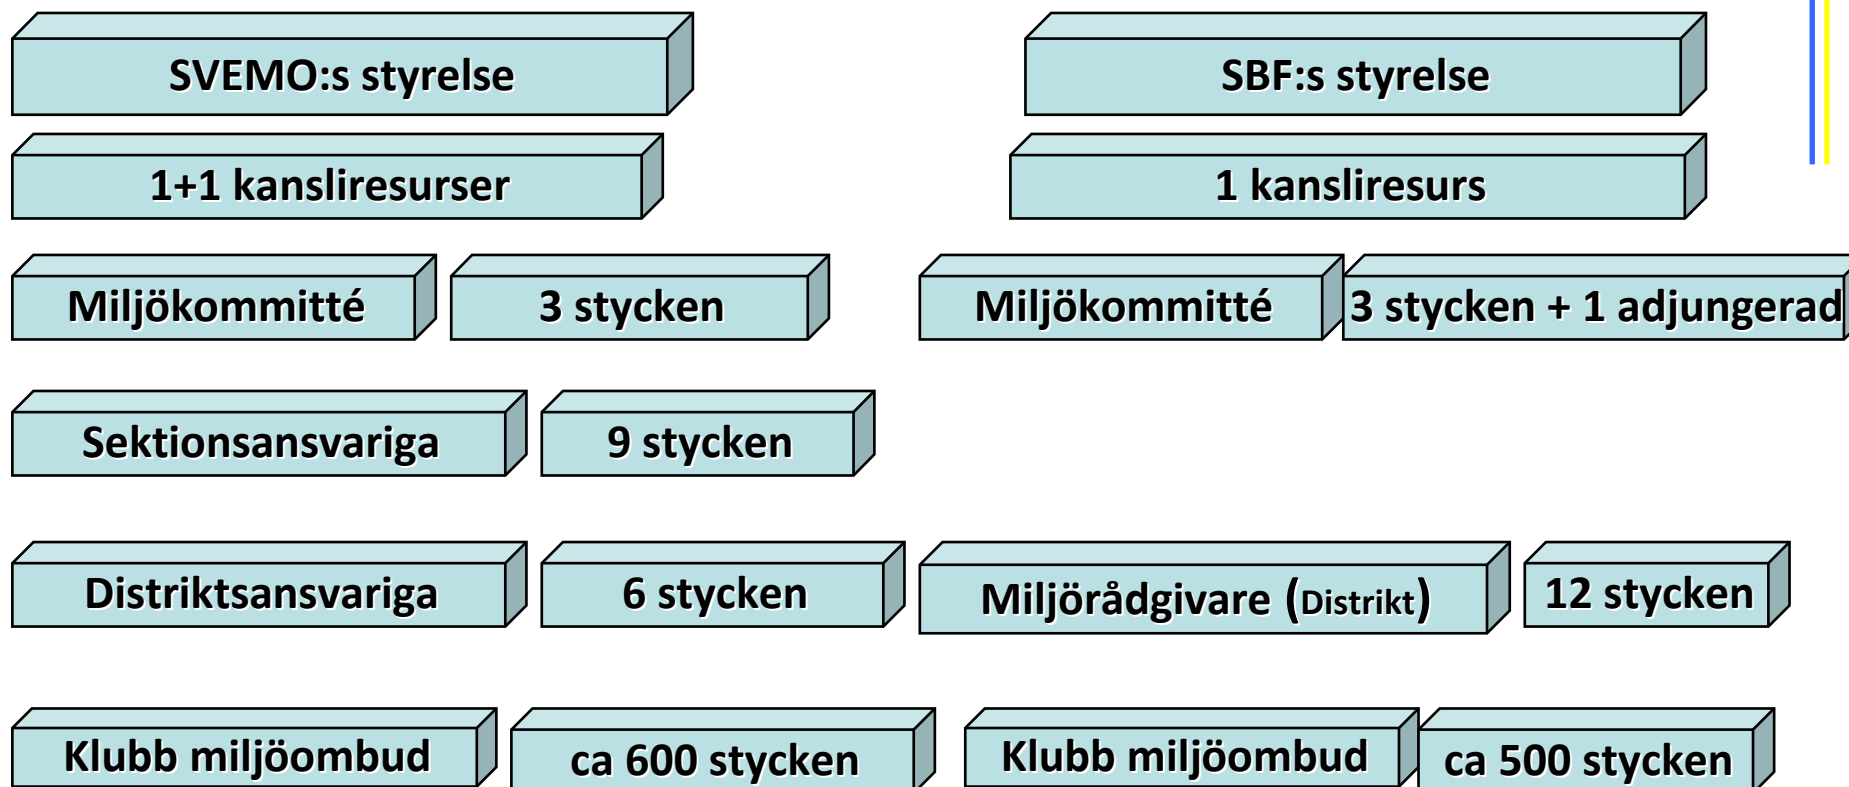 SVEMO:s styrelse
SBF:s styrelse
1+1 kansliresurser
1 kansliresurs
Miljökommitté
3 stycken
Miljökommitté
3 stycken + 1 adjungerad
Sektionsansvariga
9 stycken
Distriktsansvariga
6 stycken
Miljörådgivare (Distrikt)
12 stycken
Klubb miljöombud
ca 600 stycken
Klubb miljöombud
ca 500 stycken